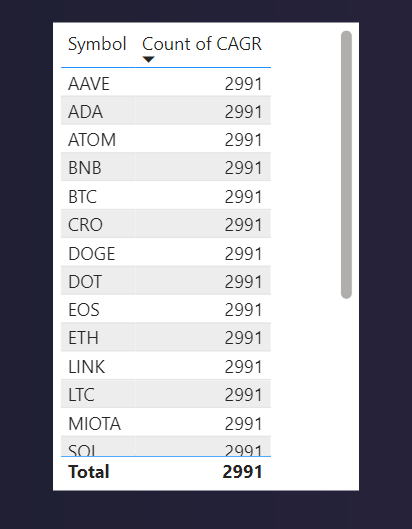 Symbol Count of CAGR
AAVE 2991
ADA 2991
ATOM 2991
BNB 2991
BTC 2991
CRO 2991
DOGE 2991
DOT 2991
EOS 2991
ETH 2991
LINK 2991
LTC 2991
MIOTA 2991
SOL 2991
Total 2991